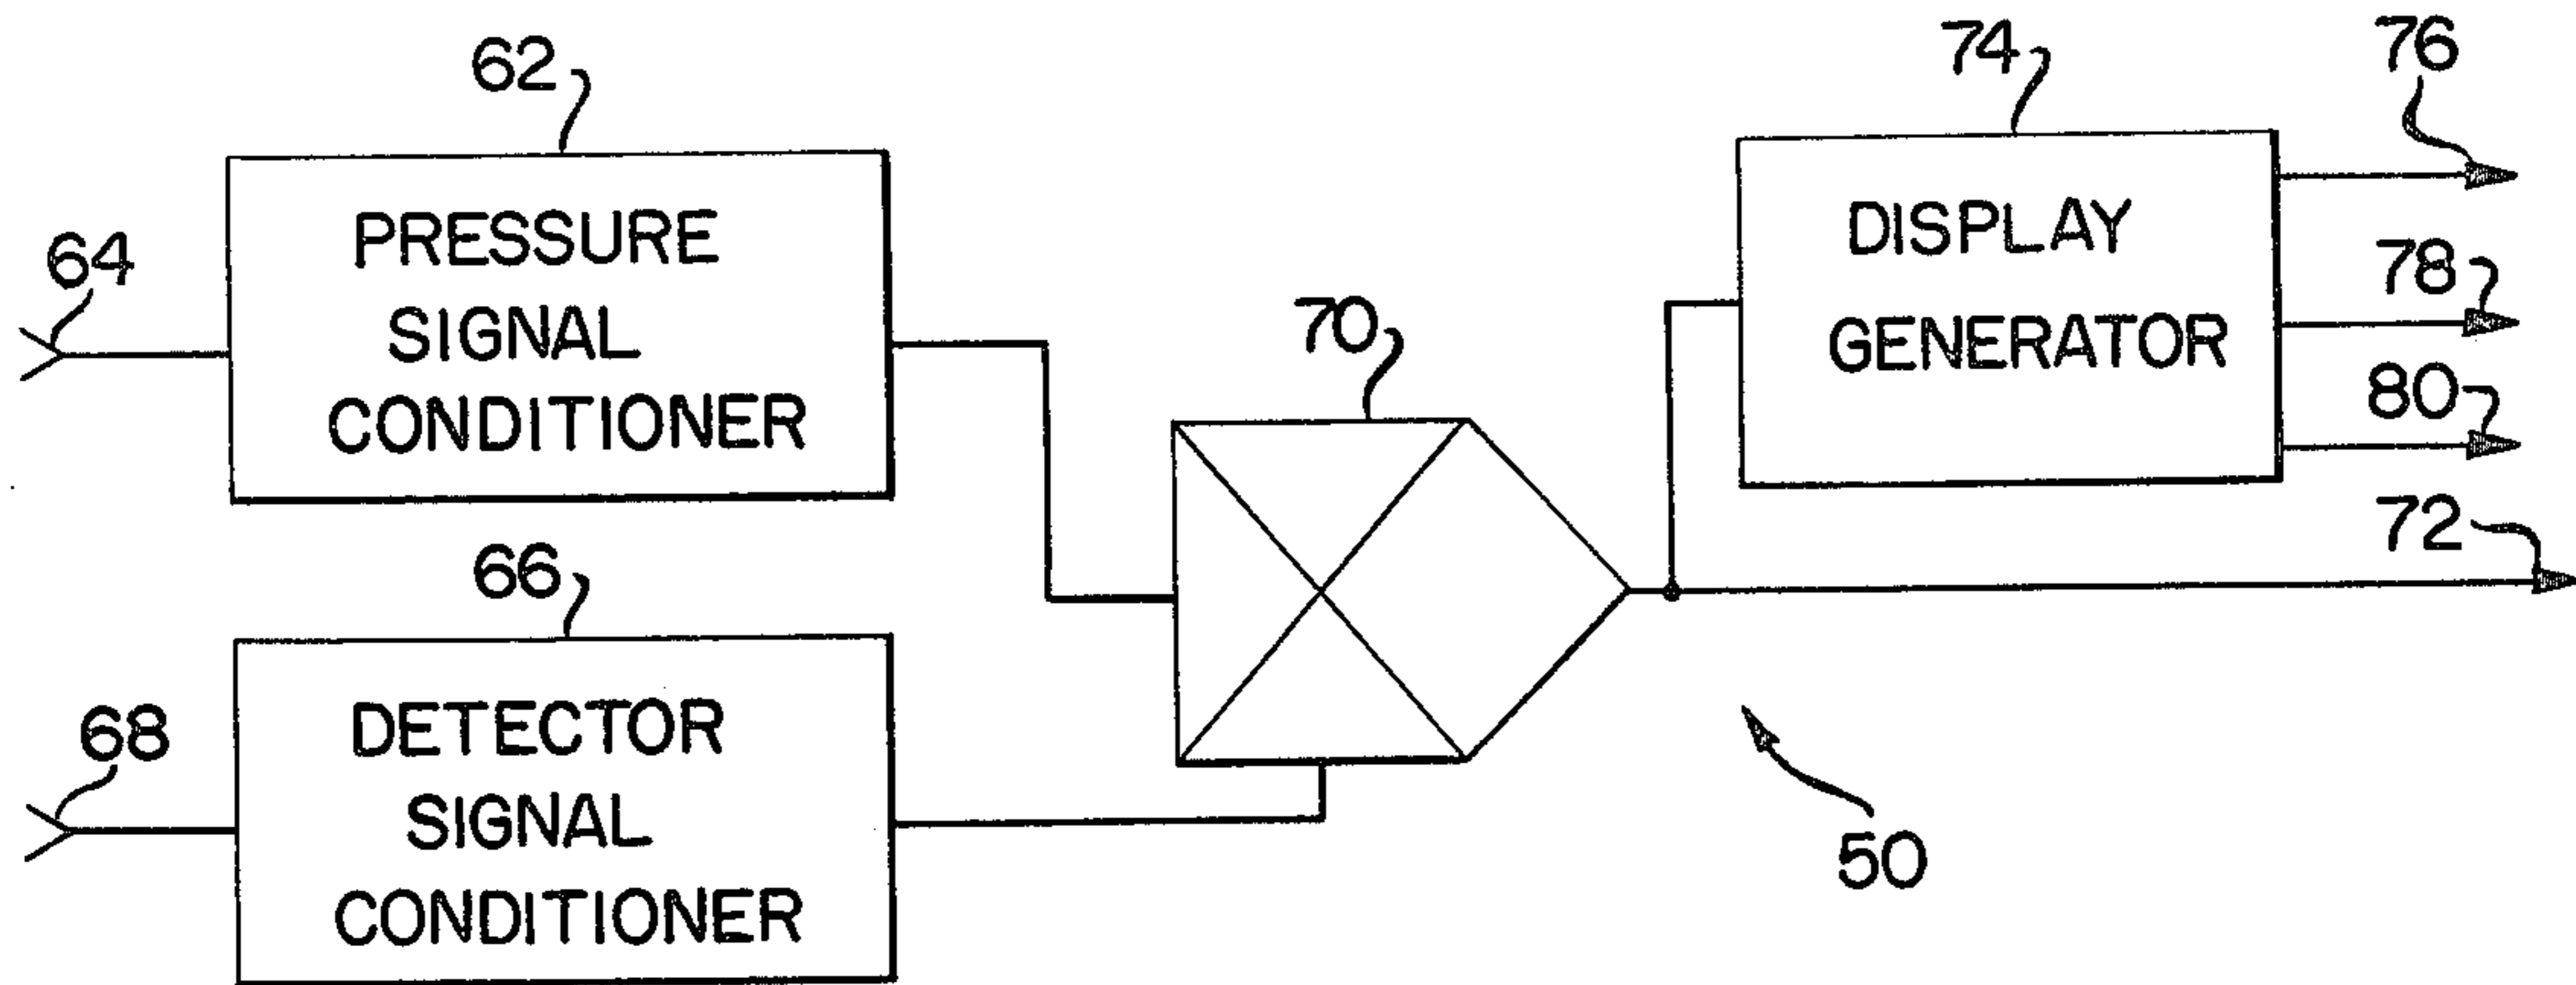 62
64
PRESSURE
SIGNAL
CONDITIONER
66
68
DETECTOR
SIGNAL
CONDITIONER
70
74
DISPLAY
GENERATOR
76
78
80
72
50